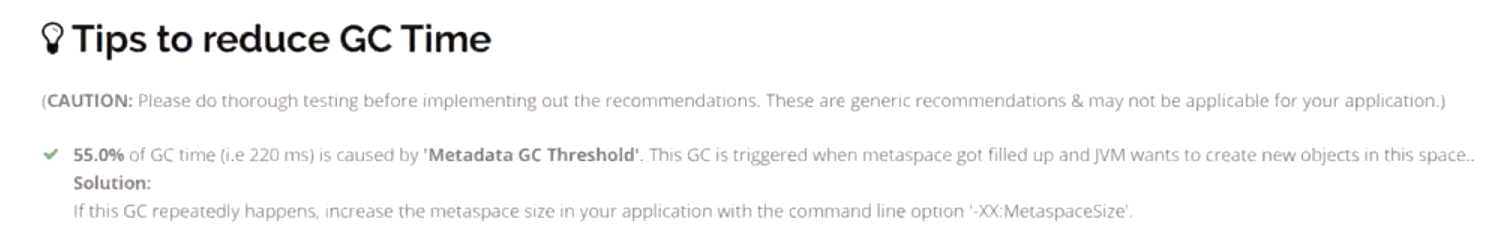 Tips to reduce GC Time
(CAUTION: Please do thorough testing before implementing out the recommendations. These are generic recommendations & may not be applicable for your application.)
55.0% of GC time (i.e 220 ms) is caused by 'Metadata GC Threshold'. This GC is triggered when metaspace got filled up and JVM wants to create new objects in this space..
Solution:
If this GC repeatedly happens, increase the metaspace size in your application with the command line option '-XX:MetaspaceSize'.